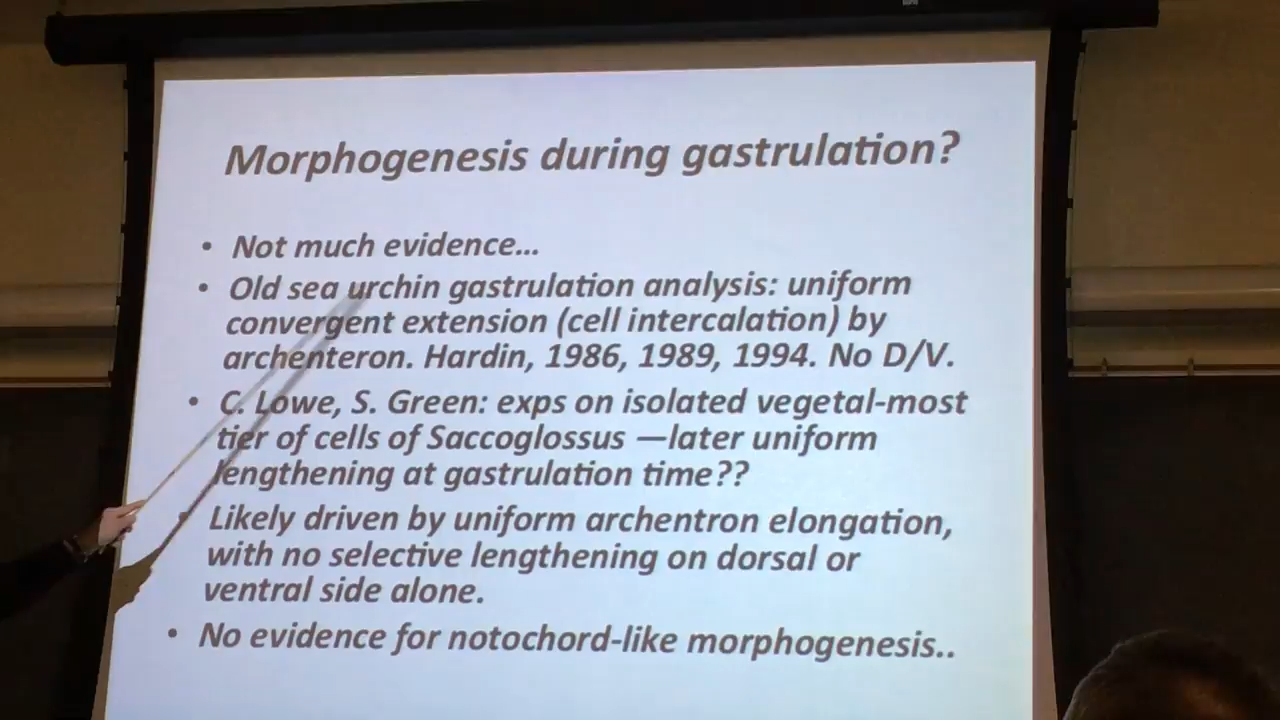 Morphogenesis during gastrulation?
• Not much evidence...
• Old sea urchin gastrulation analysis: uniform
convergent extension (cell intercalation) by
archenteron. Hardin, 1986, 1989, 1994. No D/V.
• C. Lowe, S. Green: exps on isolated vegetal-most
tier of cells of Saccoglossus —later uniform
lengthening at gastrulation time??
• Likely driven by uniform archentron elongation,
with no selective lengthening on dorsal or
ventral side alone.
• No evidence for notochord-like morphogenesis..